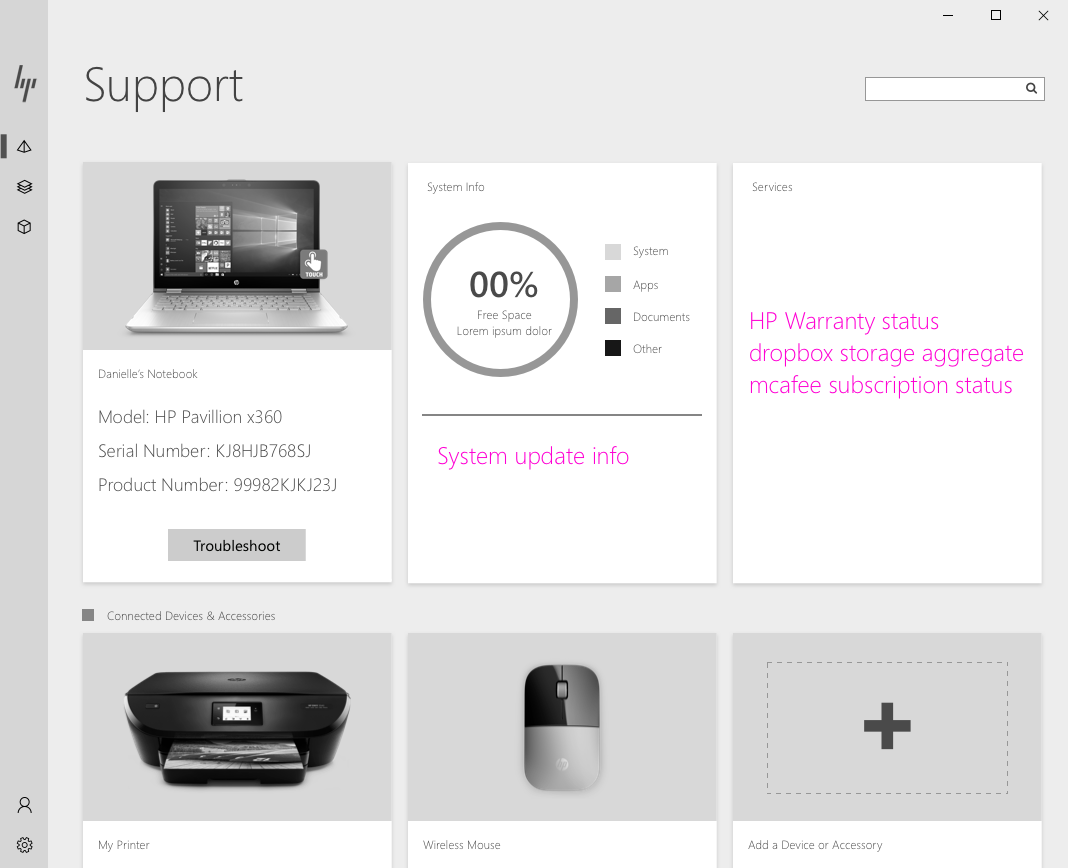 hp
Support
TOUCH
Danielle's Notebook
Model: HP Pavillion x360
Serial Number: KJ8HJB768SJ
Product Number: 99982KJKJ23J
Troubleshoot
System Info
00%
Free Space
Lorem ipsum dolor
System
Apps
Documents
Other
System update info
Services
HP Warranty status
dropbox storage aggregate
mcafee subscription status
Connected Devices & Accessories
My Printer
Wireless Mouse
Add a Device or Accessory